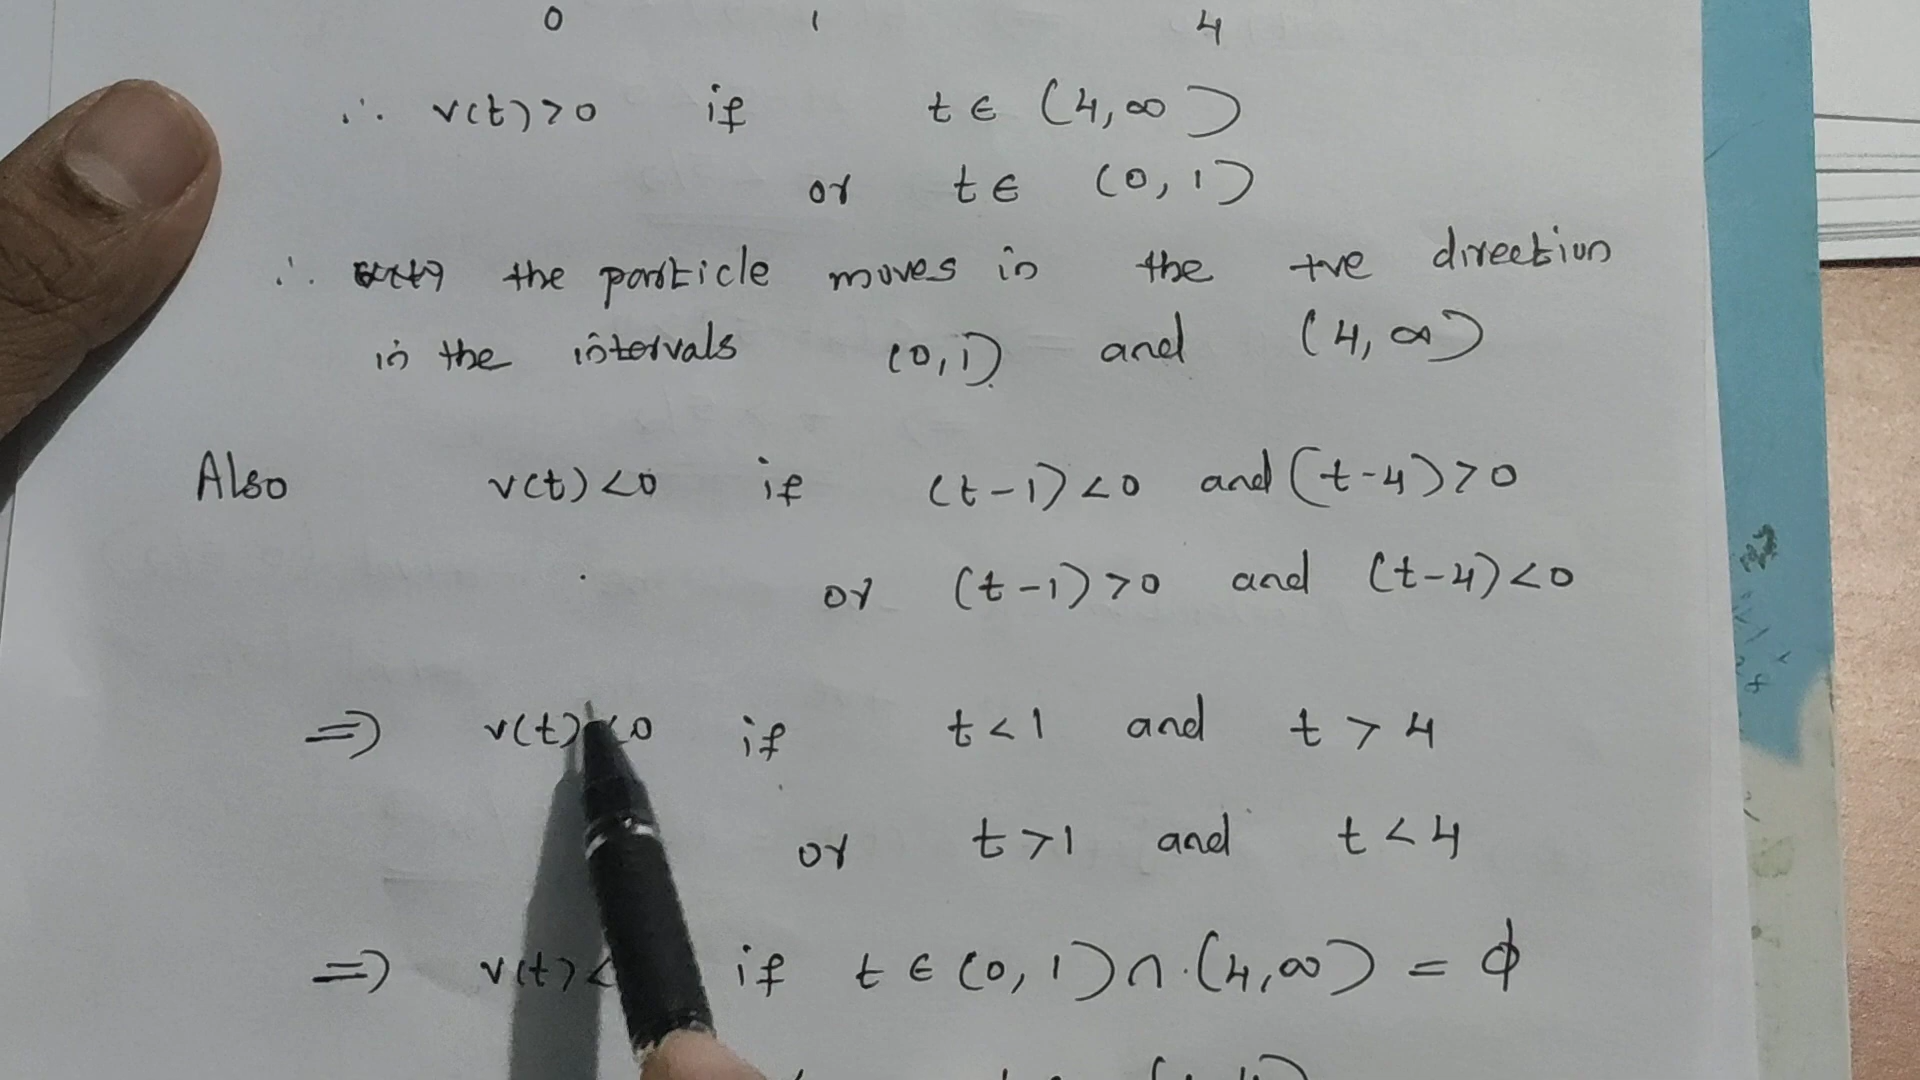 0 1 4
∴ v(t)>0 if t ∈ (4,∞)
or t ∈ (0,1)
∴ the particle moves in the +ve direction
in the intervals (0,1) and (4,∞)
Also v(t)<0 if (t-1)<0 and (t-4)>0
or (t-1)>0 and (t-4)<0
=> v(t)<0 if t<1 and t>4
or t>1 and t<4
=> v(t)< if t ∈ (0,1)∩(4,∞) = ϕ